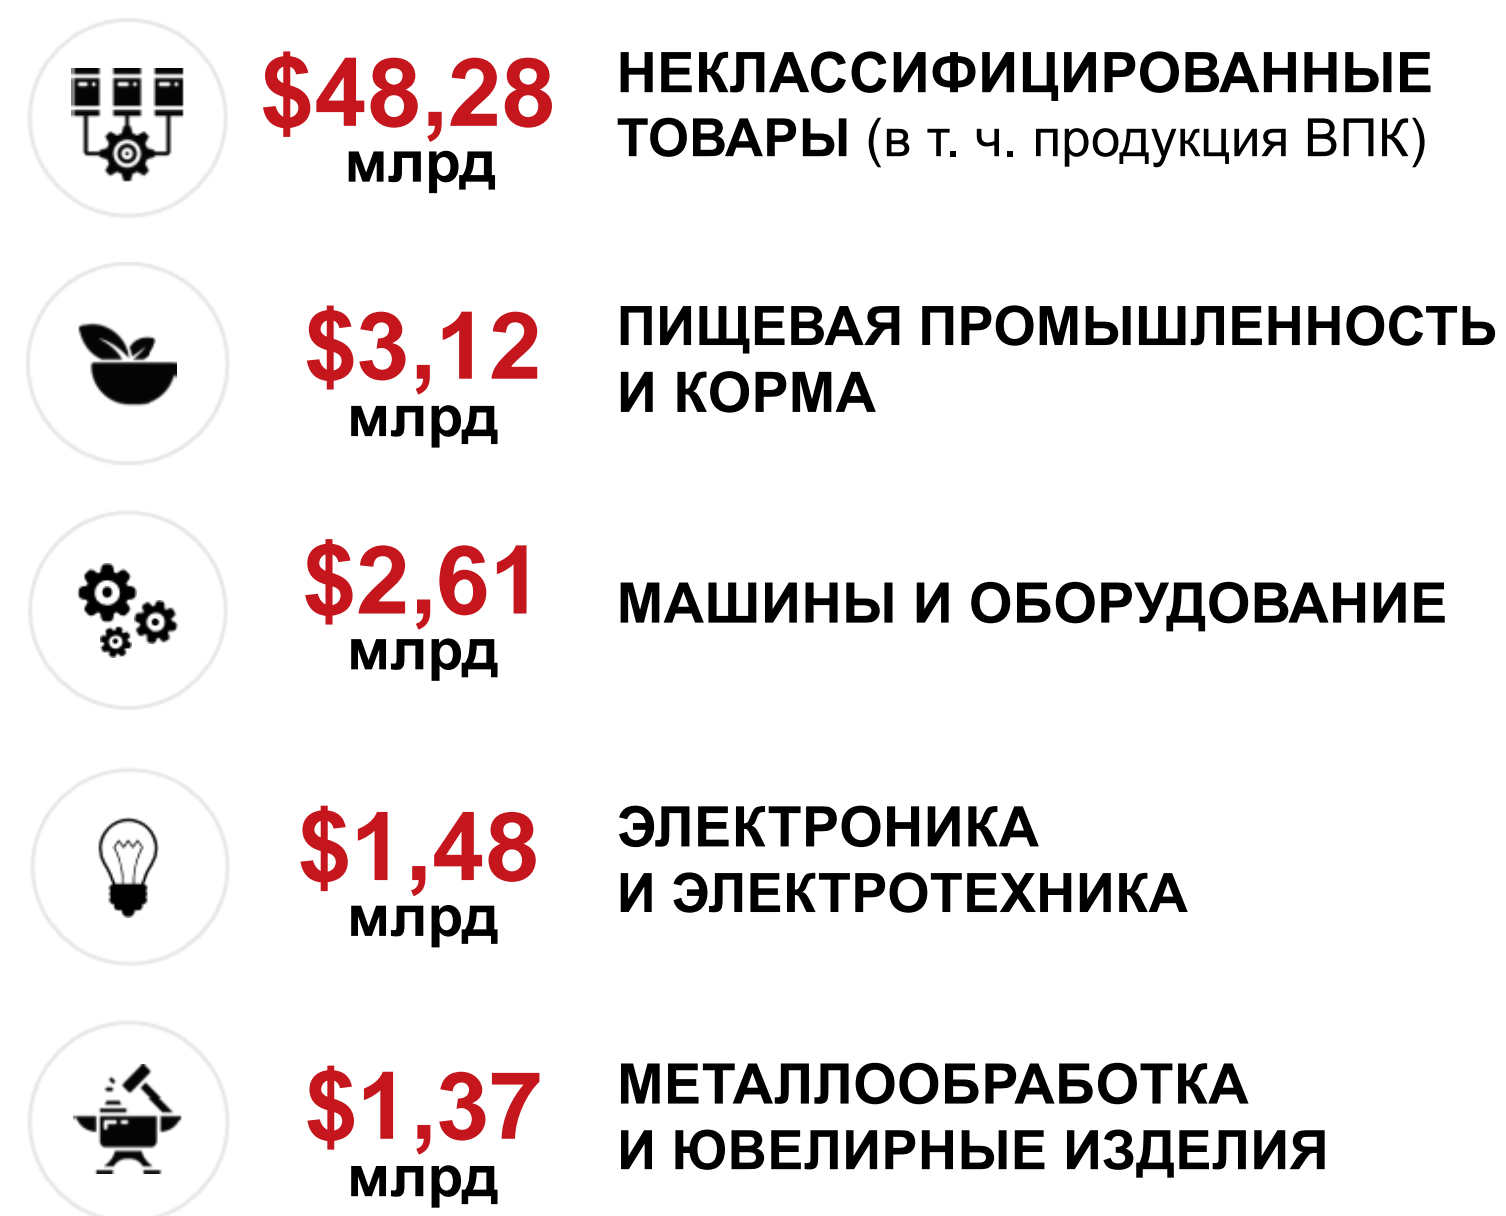 $48,28
млрд
НЕКЛАССИФИЦИРОВАННЫЕ
ТОВАРЫ (в т. ч. продукция ВПК)
$3,12
млрд
ПИЩЕВАЯ ПРОМЫШЛЕННОСТЬ
И КОРМА
$2,61
млрд
МАШИНЫ И ОБОРУДОВАНИЕ
$1,48
млрд
ЭЛЕКТРОНИКА
И ЭЛЕКТРОТЕХНИКА
$1,37
млрд
МЕТАЛЛООБРАБОТКА
И ЮВЕЛИРНЫЕ ИЗДЕЛИЯ